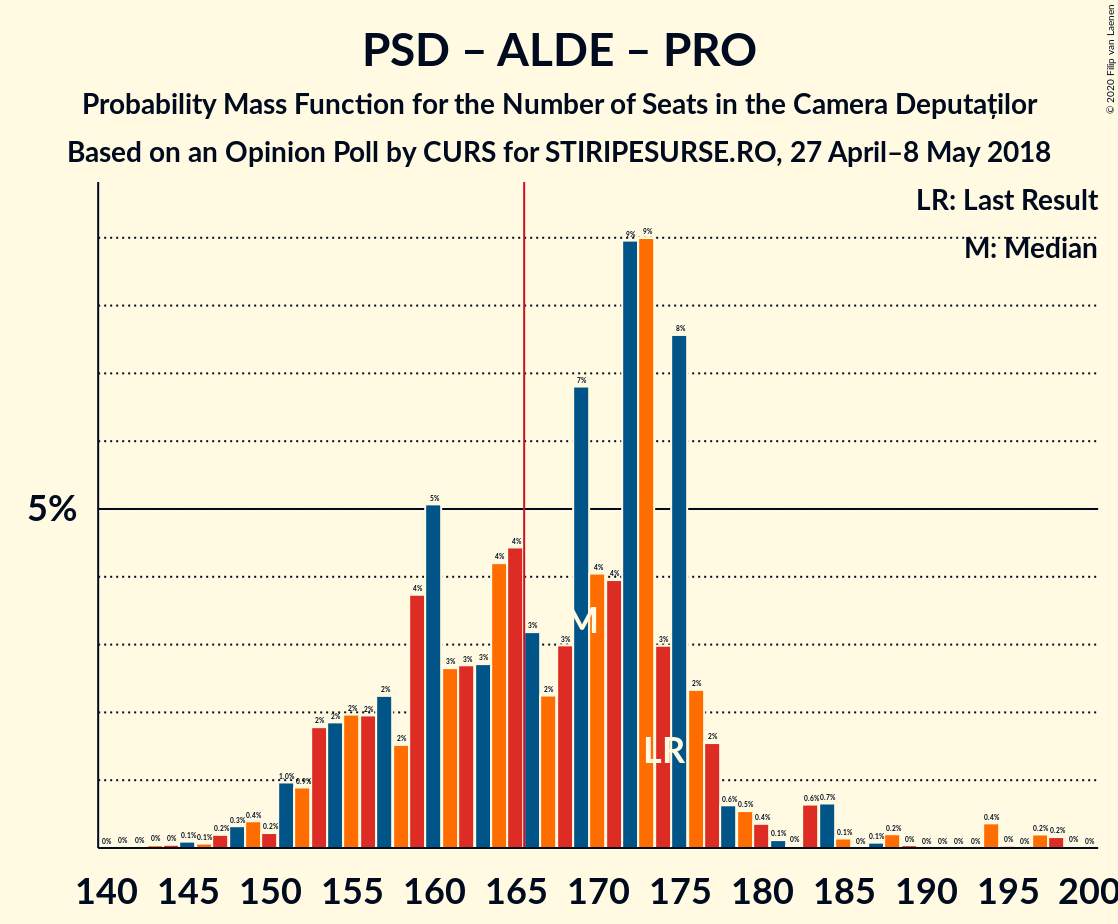 PSD – ALDE – PRO
Probability Mass Function for the Number of Seats in the Camera Deputaților
Based on an Opinion Poll by CURS for STIRIPESURSE.RO, 27 April–8 May 2018
© 2020 Filip van Laenen
LR: Last Result
M: Median
5%
0% 0% 0% 0% 0% 0.1% 0.1% 0.2% 0.3% 0.4% 0.2% 1.0% 0.9% 2% 2% 2% 2% 2% 2% 4% 5% 3% 3% 3% 4% 4% 3% 2% 3% 7% 4% 4% 9% 9% 3% 8% 2% 2% 0.6% 0.5% 0.4% 0.1% 0% 0.6% 0.7% 0.1% 0% 0.1% 0.2% 0% 0% 0% 0% 0% 0.4% 0% 0% 0.2% 0.2% 0% 0%
M
LR
140 145 150 155 160 165 170 175 180 185 190 195 200